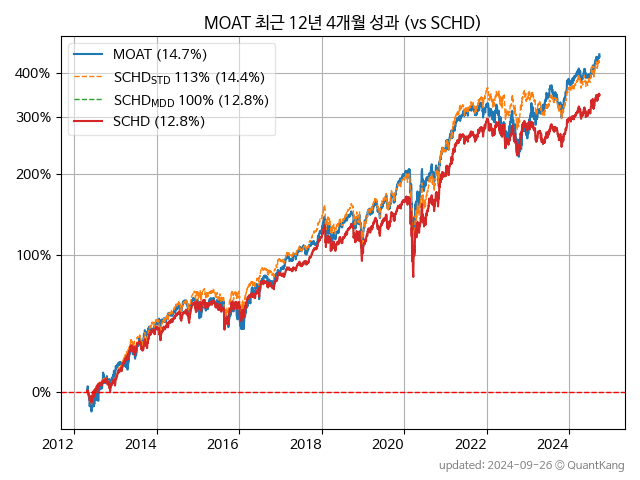 MOAT 최근 12년 4개월 성과 (vs SCHD)
MOAT (14.7%)
SCHD_STD 113% (14.4%)
SCHD_MDD 100% (12.8%)
SCHD (12.8%)
400%
300%
200%
100%
0%
2012 2014 2016 2018 2020 2022 2024
updated: 2024-09-26 © QuantKang